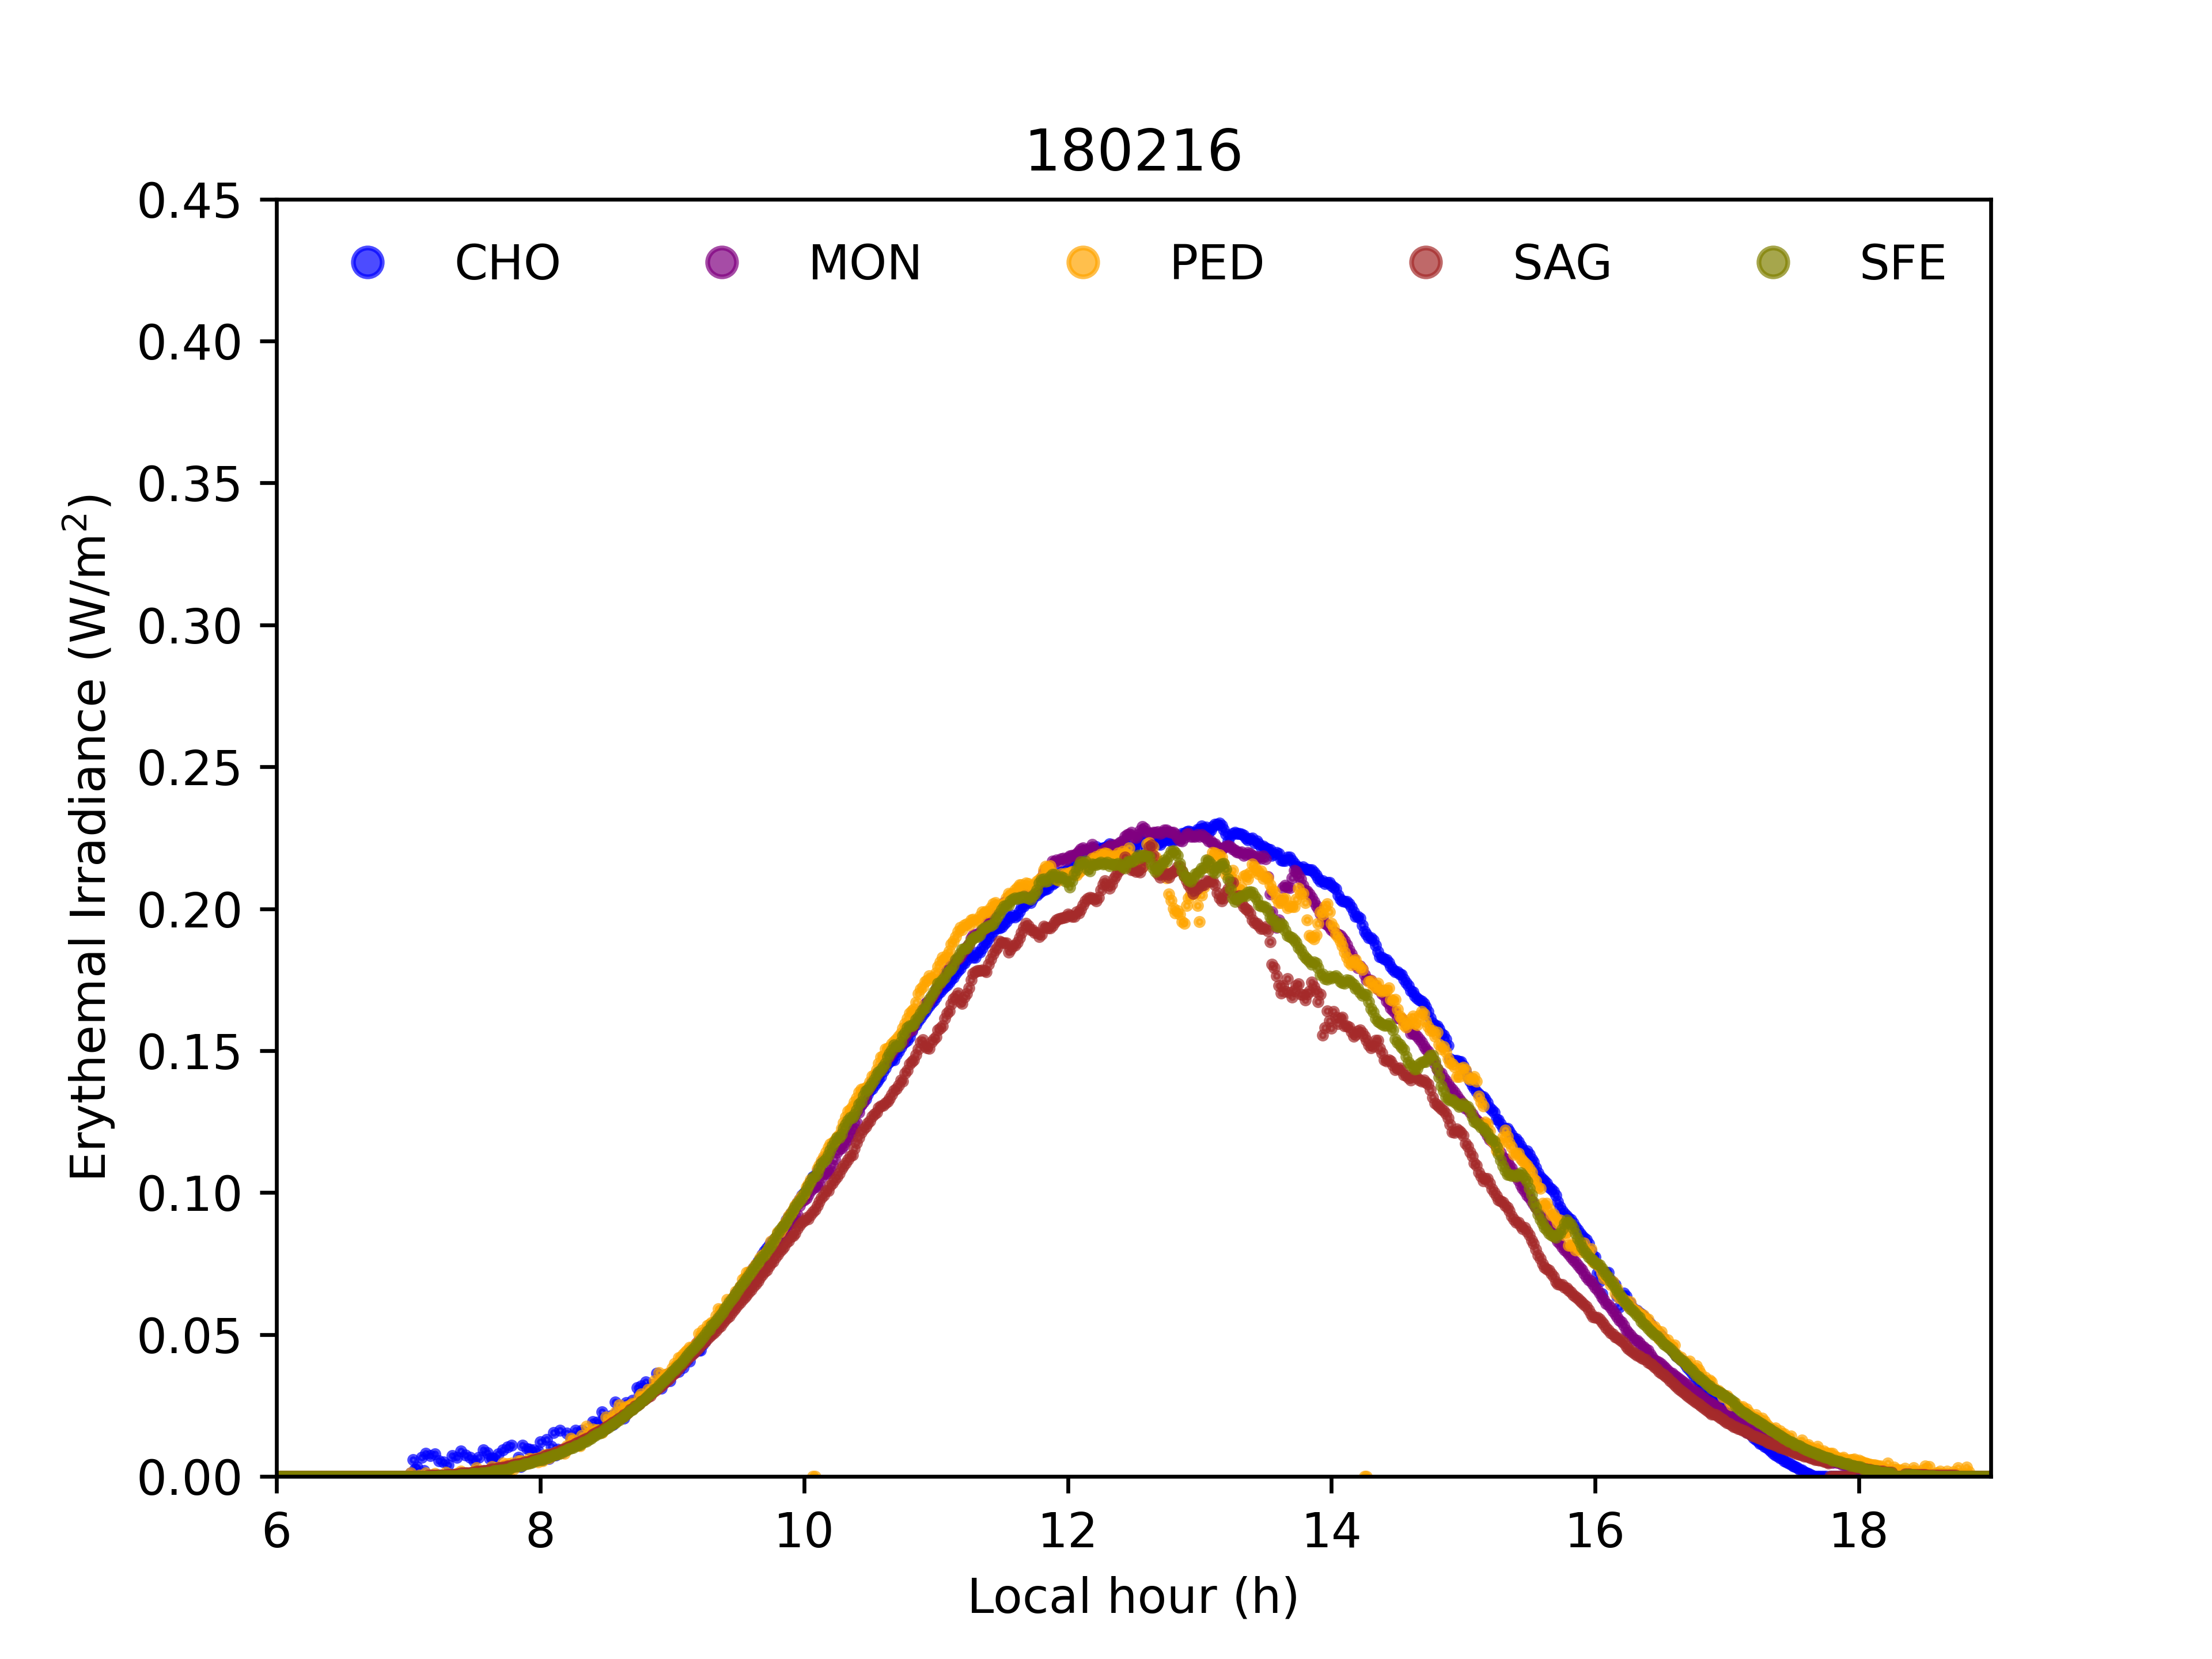 180216
CHO MON PED SAG SFE
0.45
0.40
0.35
0.30
0.25
0.20
0.15
0.10
0.05
0.00
Erythemal Irradiance (W/m²)
6 8 10 12 14 16 18
Local hour (h)